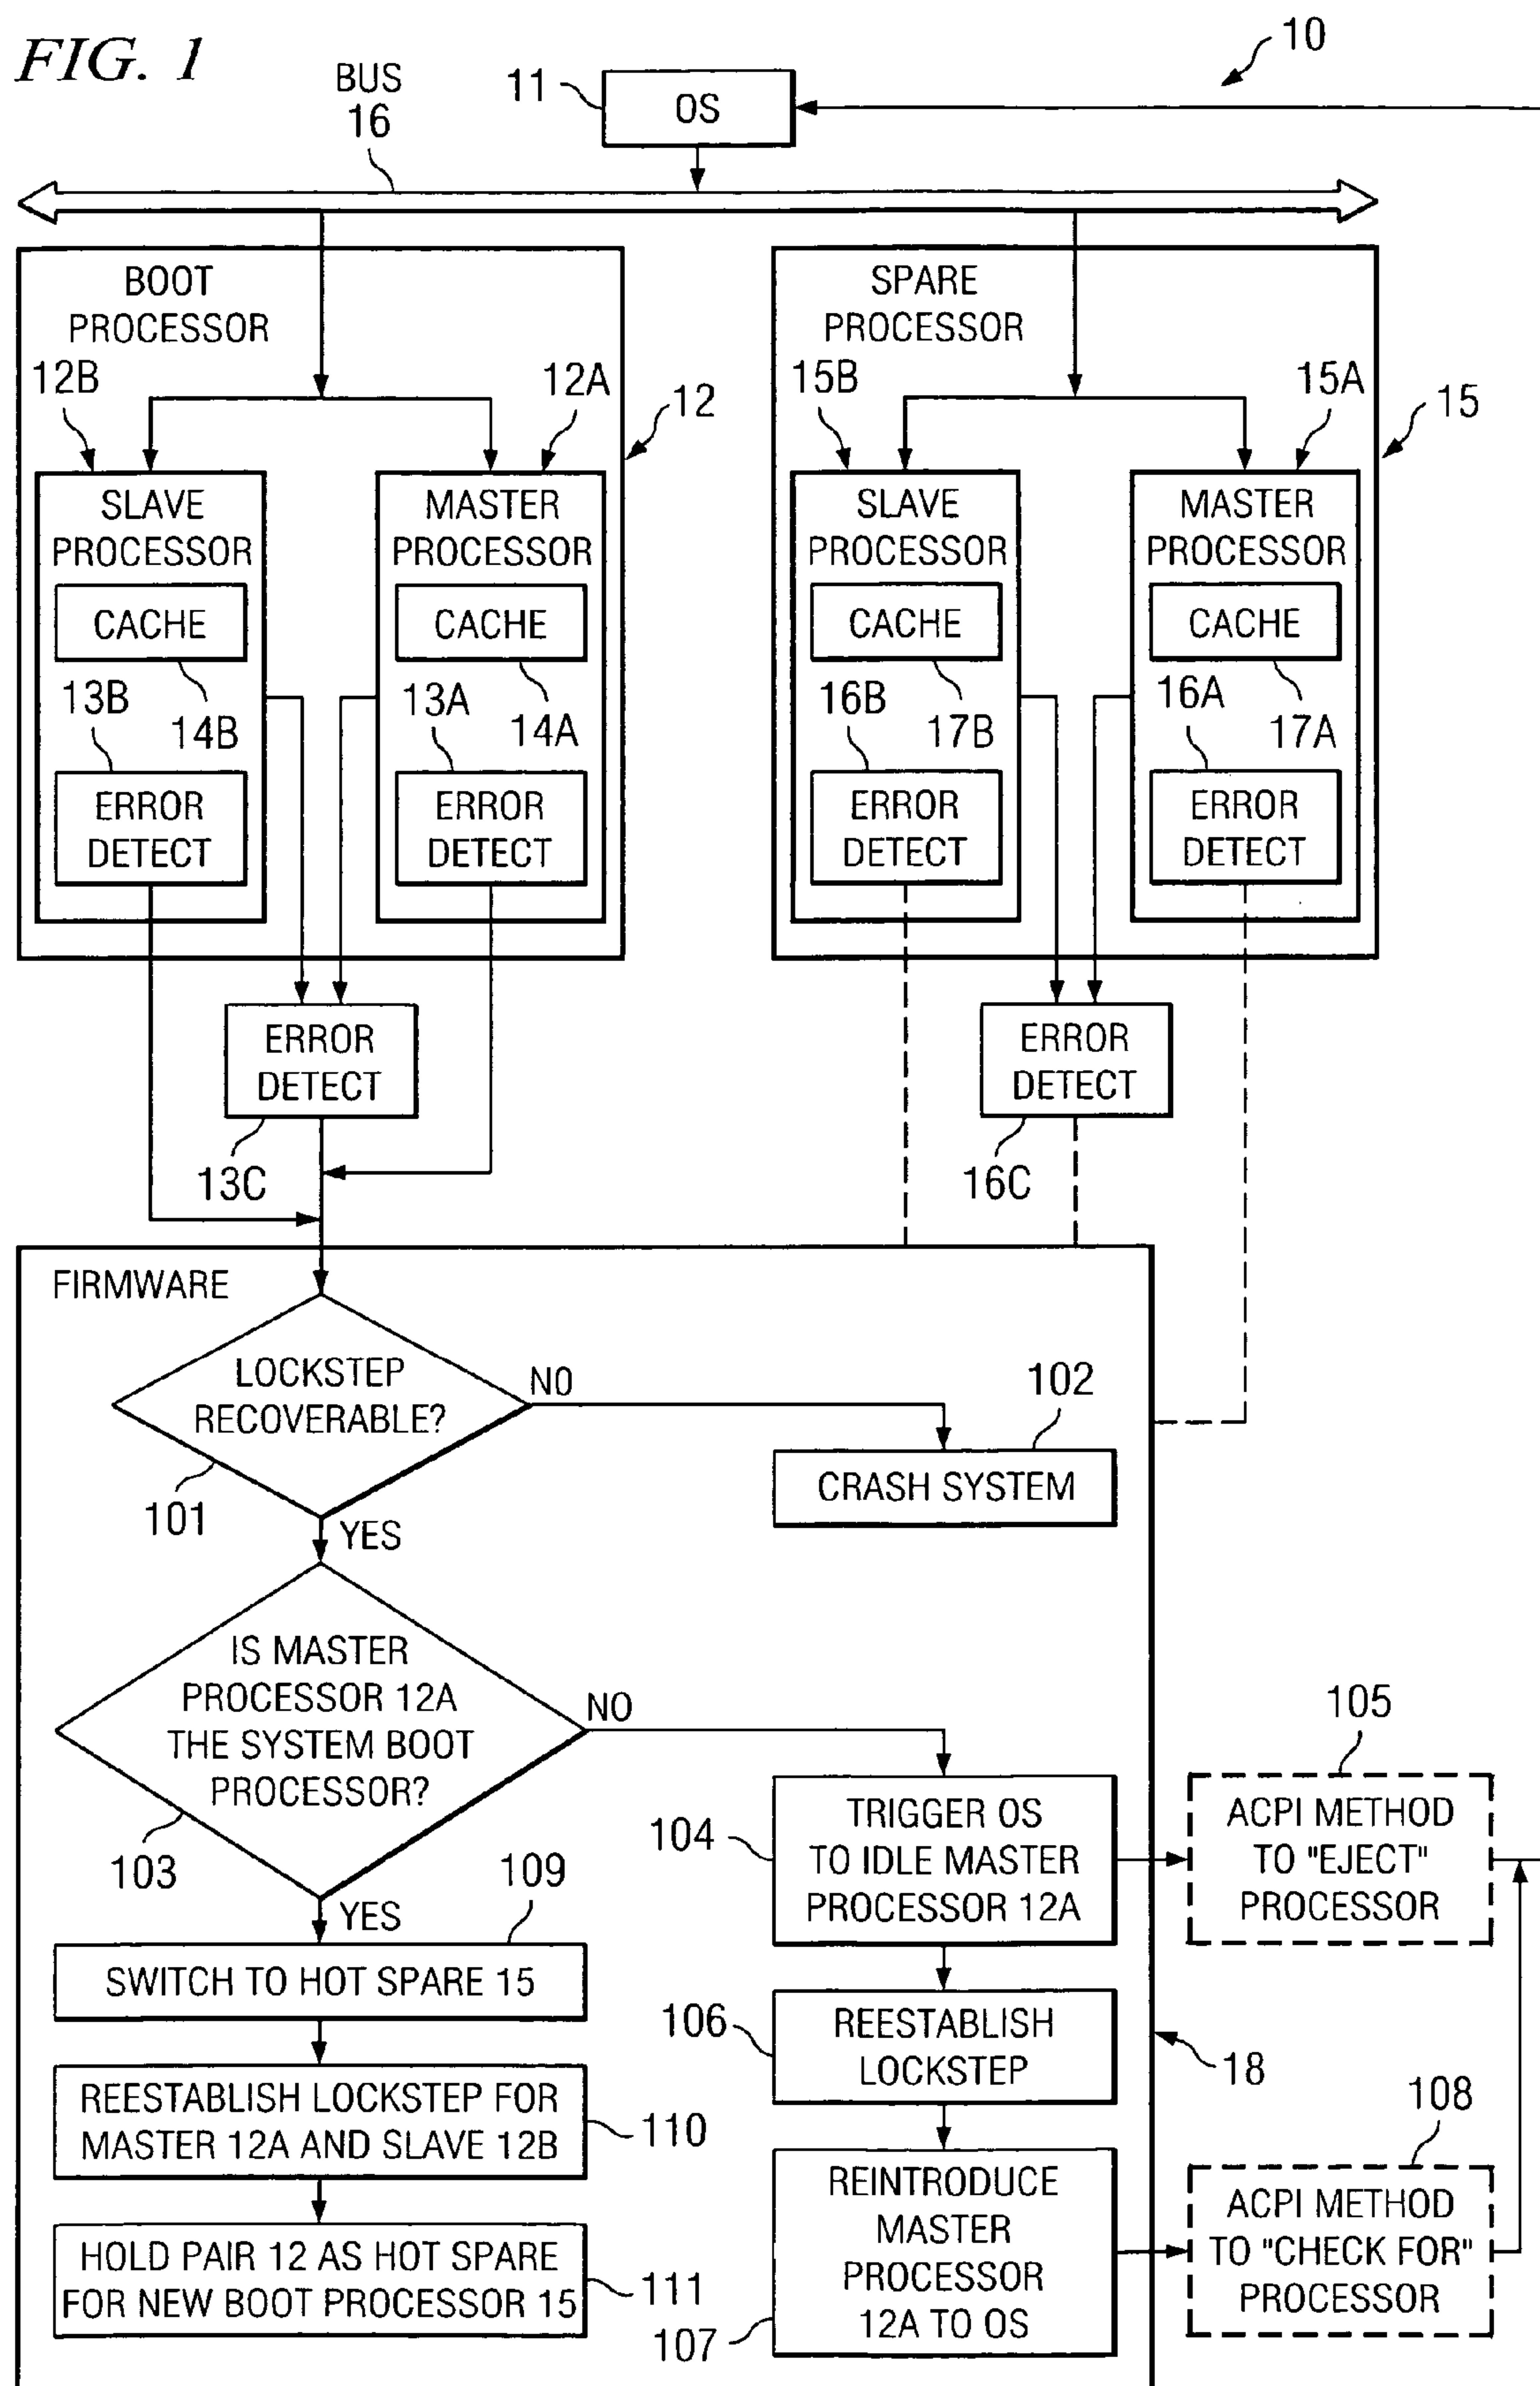 FIG. 1
BUS
16
11
OS
10
BOOT
PROCESSOR
12B
12A
12
SLAVE
PROCESSOR
CACHE
13B
14B
ERROR
DETECT
MASTER
PROCESSOR
CACHE
13A
14A
ERROR
DETECT
SPARE
PROCESSOR
15B
15A
15
SLAVE
PROCESSOR
CACHE
16B
17B
ERROR
DETECT
MASTER
PROCESSOR
CACHE
16A
17A
ERROR
DETECT
ERROR
DETECT
13C
ERROR
DETECT
16C
FIRMWARE
LOCKSTEP
RECOVERABLE?
101
NO
102
CRASH SYSTEM
YES
IS MASTER
PROCESSOR 12A
THE SYSTEM BOOT
PROCESSOR?
103
NO
YES
109
SWITCH TO HOT SPARE 15
REESTABLISH LOCKSTEP FOR
MASTER 12A AND SLAVE 12B
110
HOLD PAIR 12 AS HOT SPARE
FOR NEW BOOT PROCESSOR 15
111
104
TRIGGER OS
TO IDLE MASTER
PROCESSOR 12A
105
ACPI METHOD
TO "EJECT"
PROCESSOR
106
REESTABLISH
LOCKSTEP
18
REINTRODUCE
MASTER
PROCESSOR
12A TO OS
107
108
ACPI METHOD
TO "CHECK FOR"
PROCESSOR